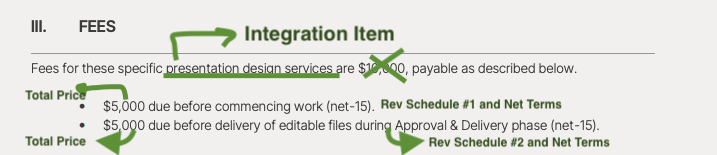 III. FEES
Integration Item
Fees for these specific presentation design services are $10,000, payable as described below.
Total Price
• $5,000 due before commencing work (net-15). Rev Schedule #1 and Net Terms
• $5,000 due before delivery of editable files during Approval & Delivery phase (net-15).
Total Price Rev Schedule #2 and Net Terms